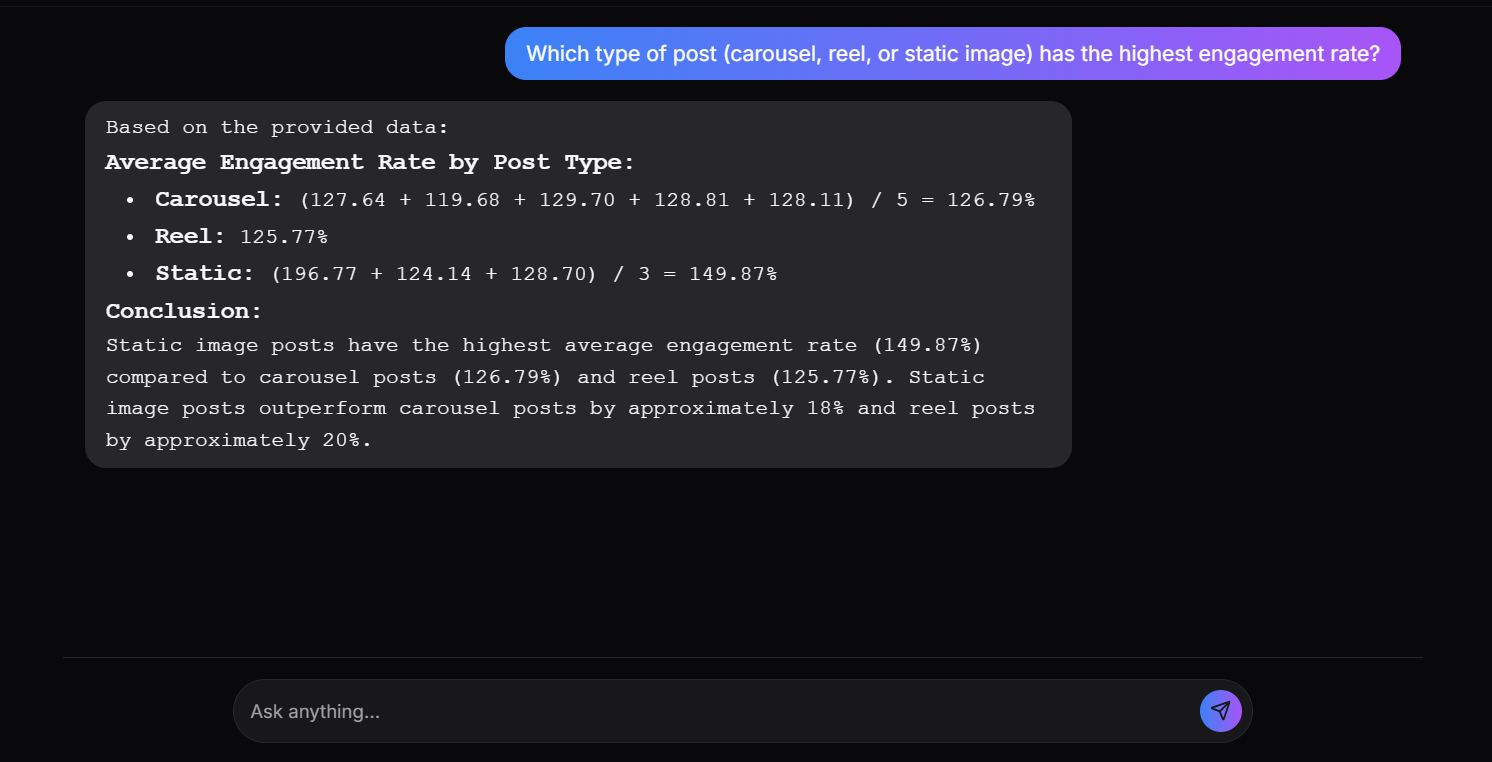 Which type of post (carousel, reel, or static image) has the highest engagement rate?
Based on the provided data:
Average Engagement Rate by Post Type:
• Carousel: (127.64 + 119.68 + 129.70 + 128.81 + 128.11) / 5 = 126.79%
• Reel: 125.77%
• Static: (196.77 + 124.14 + 128.70) / 3 = 149.87%
Conclusion:
Static image posts have the highest average engagement rate (149.87%)
compared to carousel posts (126.79%) and reel posts (125.77%). Static
image posts outperform carousel posts by approximately 18% and reel posts
by approximately 20%.
Ask anything...